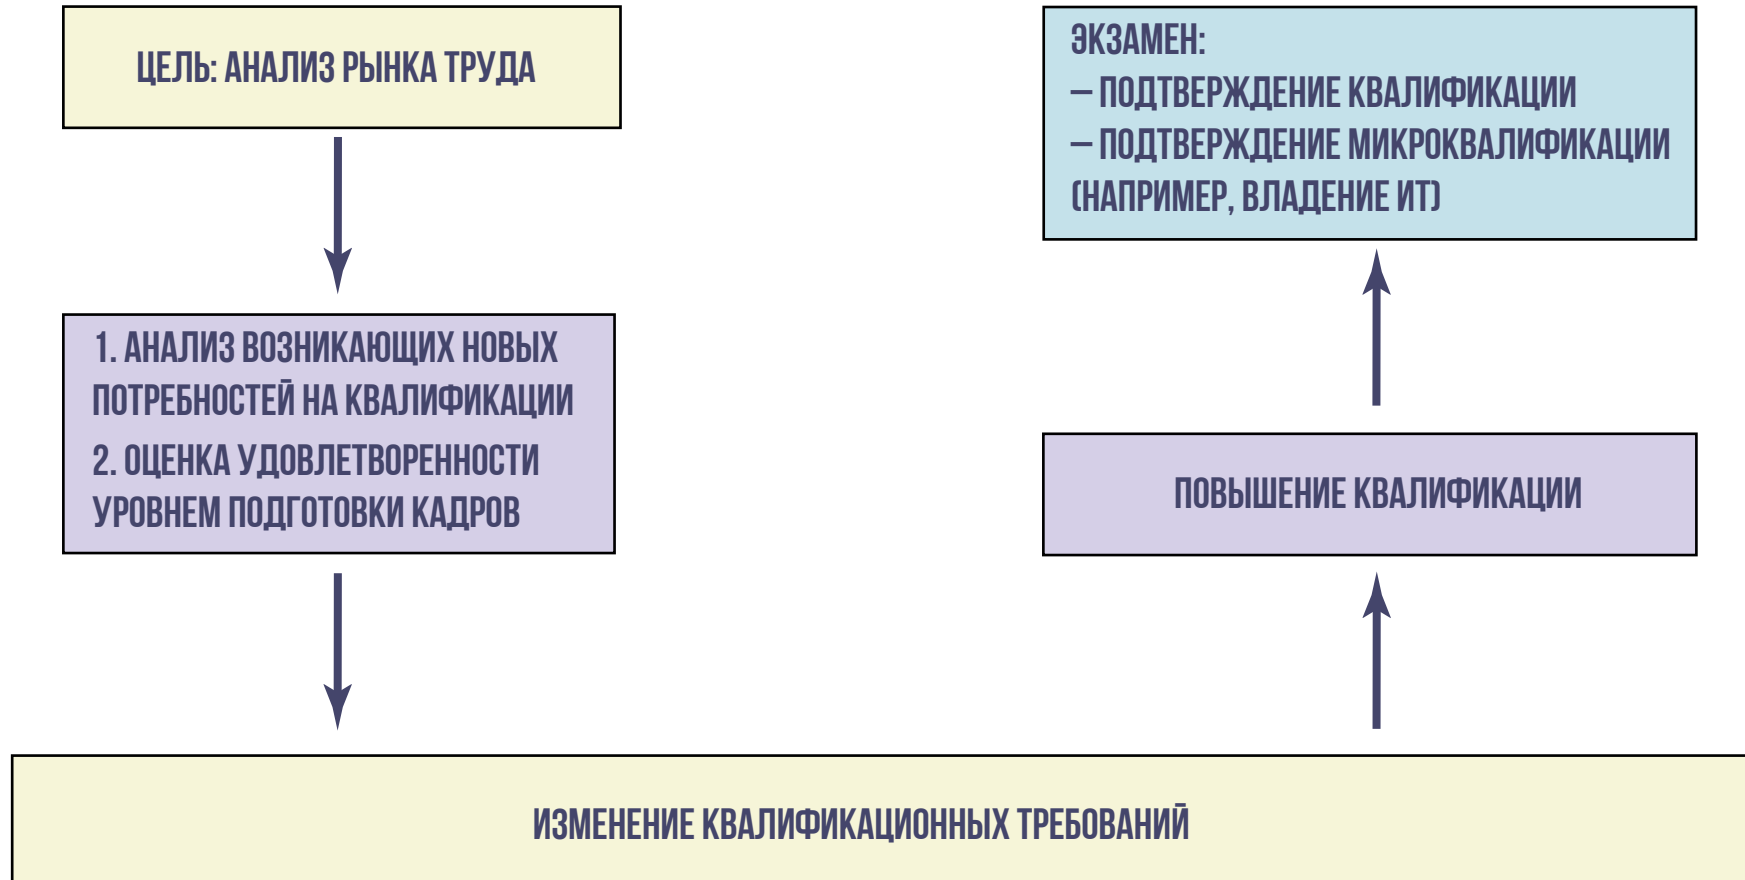 ЦЕЛЬ: АНАЛИЗ РЫНКА ТРУДА
1. АНАЛИЗ ВОЗНИКАЮЩИХ НОВЫХ
ПОТРЕБНОСТЕЙ НА КВАЛИФИКАЦИИ
2. ОЦЕНКА УДОВЛЕТВОРЕННОСТИ
УРОВНЕМ ПОДГОТОВКИ КАДРОВ
ИЗМЕНЕНИЕ КВАЛИФИКАЦИОННЫХ ТРЕБОВАНИЙ
ПОВЫШЕНИЕ КВАЛИФИКАЦИИ
ЭКЗАМЕН:
– ПОДТВЕРЖДЕНИЕ КВАЛИФИКАЦИИ
– ПОДТВЕРЖДЕНИЕ МИКРОКВАЛИФИКАЦИИ
(НАПРИМЕР, ВЛАДЕНИЕ ИТ)